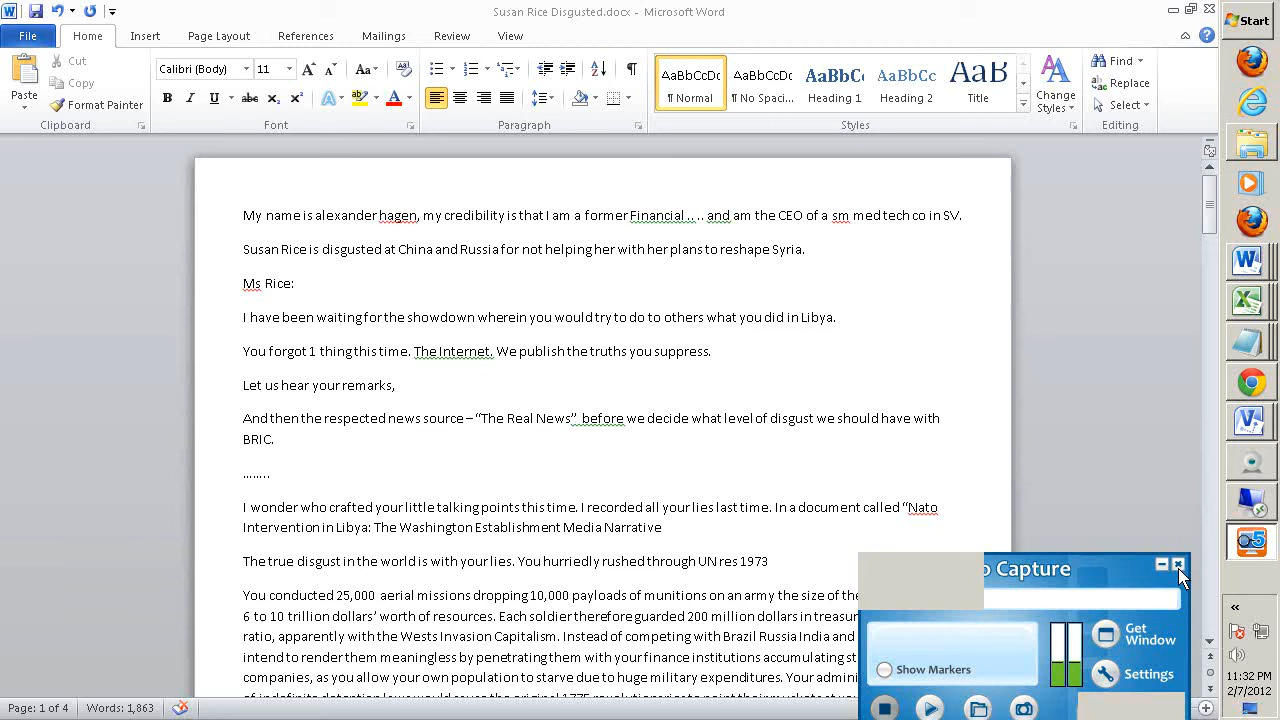 Susan Rice Disgusted.docx - Microsoft Word
File Home Insert Page Layout References Mailings Review View
Paste Cut Copy Format Painter
Calibri (Body) 11
AaBbCcDc AaBbCcDc AaBbCc AaBbCc AaB
¶ Normal ¶ No Spaci... Heading 1 Heading 2 Title
Change Styles
Find Replace Select
Clipboard Font Paragraph Styles Editing
Start
My name is alexander hagen, my credibility is that I am a former Financial .. .. and am the CEO of a sm med tech co in SV.
Susan Rice is disgusted at China and Russia for not helping her with her plans to reshape Syria.
Ms Rice:
I have been waiting for the showdown wherein you would try to do to others what you did in Libya.
You forgot 1 thing this time. The Internet. We publish the truths you suppress.
Let us hear your remarks,
And then the respected news source – “The Real News” before we decide what level of disgust we should have with
BRIC.
........
I wonder who crafted your little talking points this time. I recorded all your lies last time. In a document called “Nato
Intervention in Libya: The Washington Establishment Media Narrative
The true disgust in the world is with your lies. You hurriedly rushed through UN res 1973
You conducted 25,000 aerial missions dropping 10,000 payloads of munitions on an army the size of the
6 to 10 trillion dollars’ worth of resources. Each soldier therefore guarded 200 million dollars in treasur
ratio, apparently with the Wests Invasion Capitalism. Instead of competing with Brazil Russia India and
intend to render them meaningless by penetrating them with your finance institutions accumulating st
companies, as you allow your own population to starve due to huge military expenditures. Your admini
Capture
Get Window
Show Markers
Settings
Page: 1 of 4 Words: 1,863
11:32 PM
2/7/2012